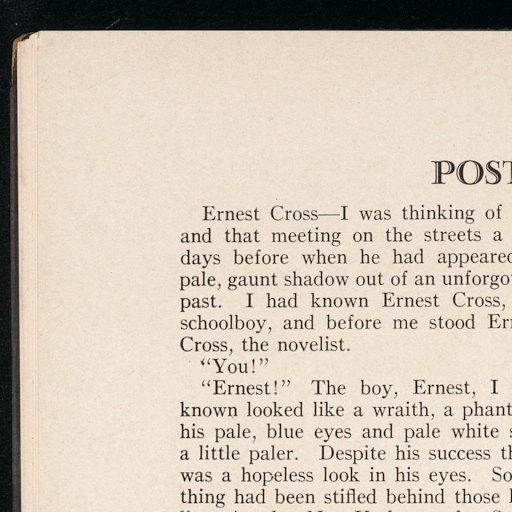 POST
Ernest Cross—I was thinking of
and that meeting on the streets a
days before when he had appeared
pale, gaunt shadow out of an unforgo
past. I had known Ernest Cross,
schoolboy, and before me stood Ern
Cross, the novelist.
"You!"
"Ernest!" The boy, Ernest, I
known looked like a wraith, a phant
his pale, blue eyes and pale white s
a little paler. Despite his success th
was a hopeless look in his eyes. So
thing had been stifled behind those